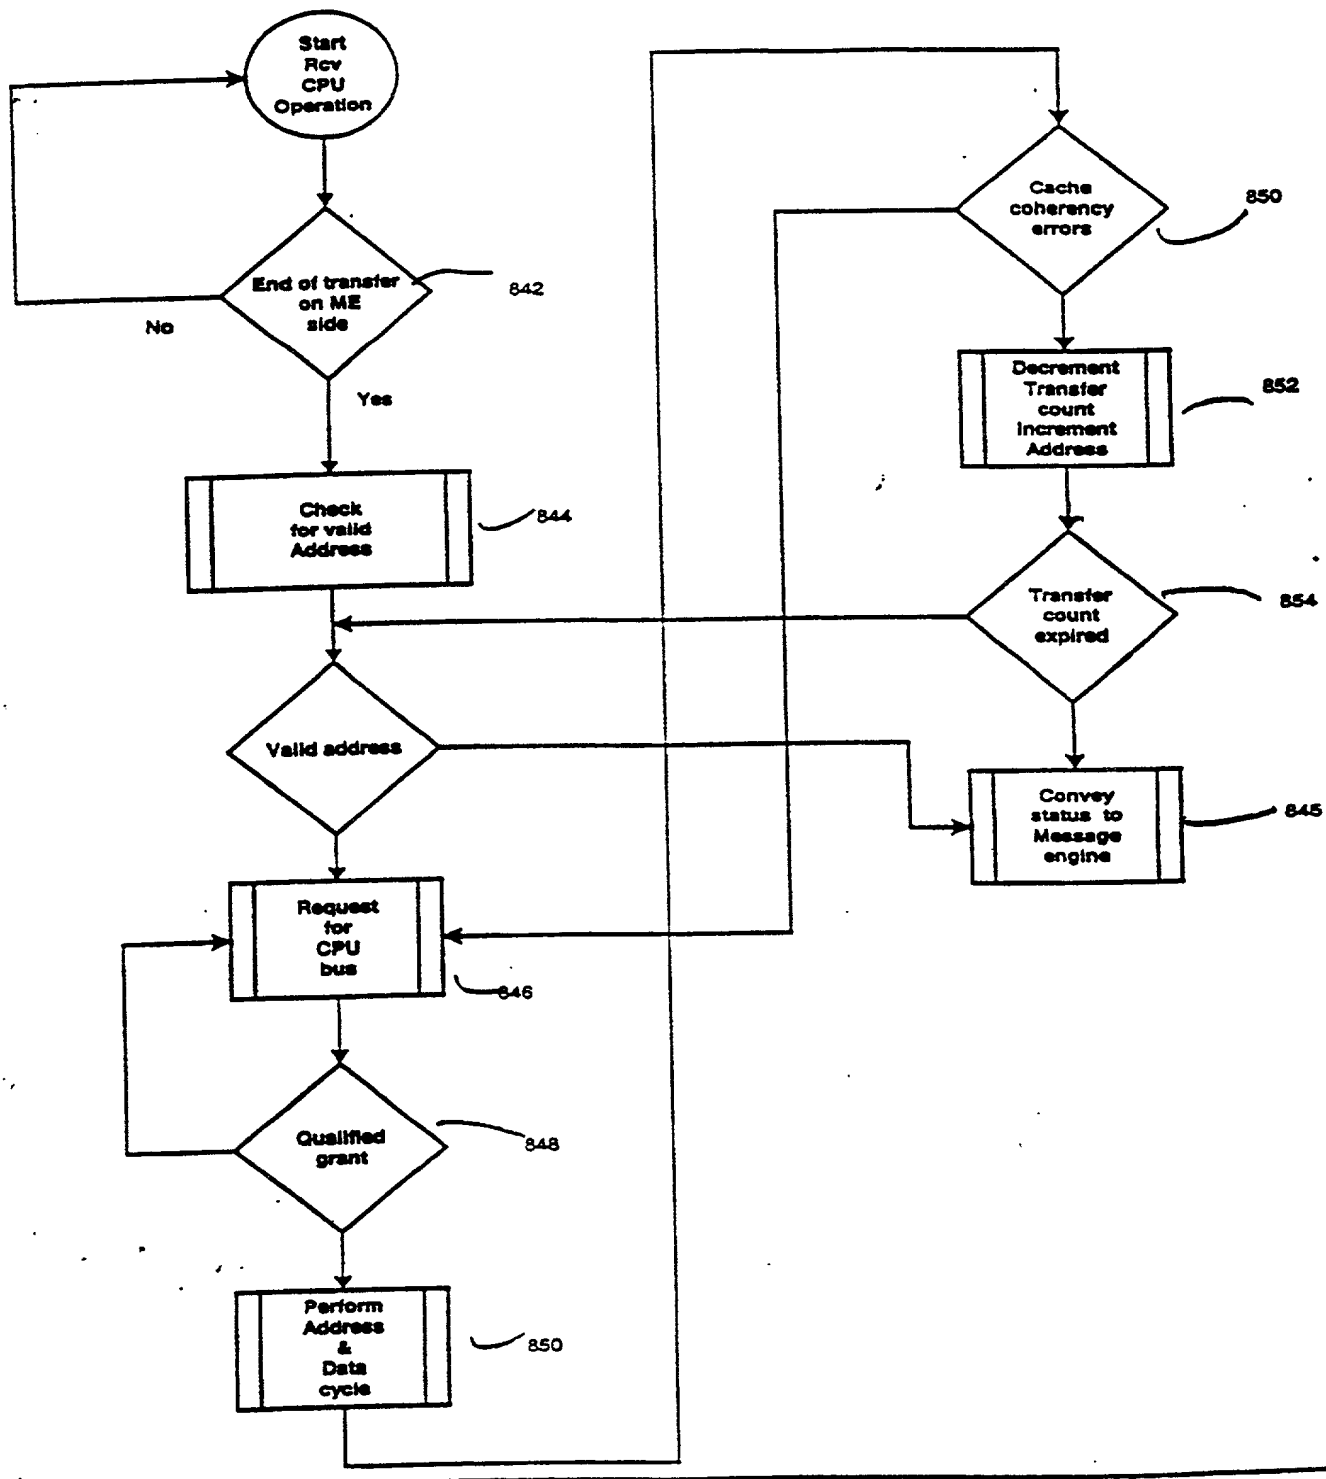 Start
Rcv
CPU
Operation
End of transfer
on ME
side
842
No
Yes
Check
for valid
Address
844
Valid address
Request
for
CPU
bus
846
Qualified
grant
848
Perform
Address
&
Data
cycle
850
Cache
coherency
errors
850
Decrement
Transfer
count
Increment
Address
852
Transfer
count
expired
854
Convey
status to
Message
engine
845